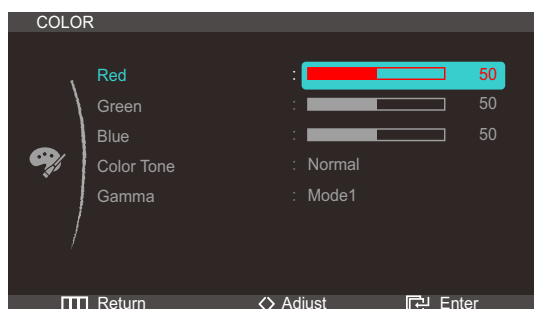 COLOR
Red : 50
Green : 50
Blue : 50
Color Tone : Normal
Gamma : Mode1
Return Adjust Enter